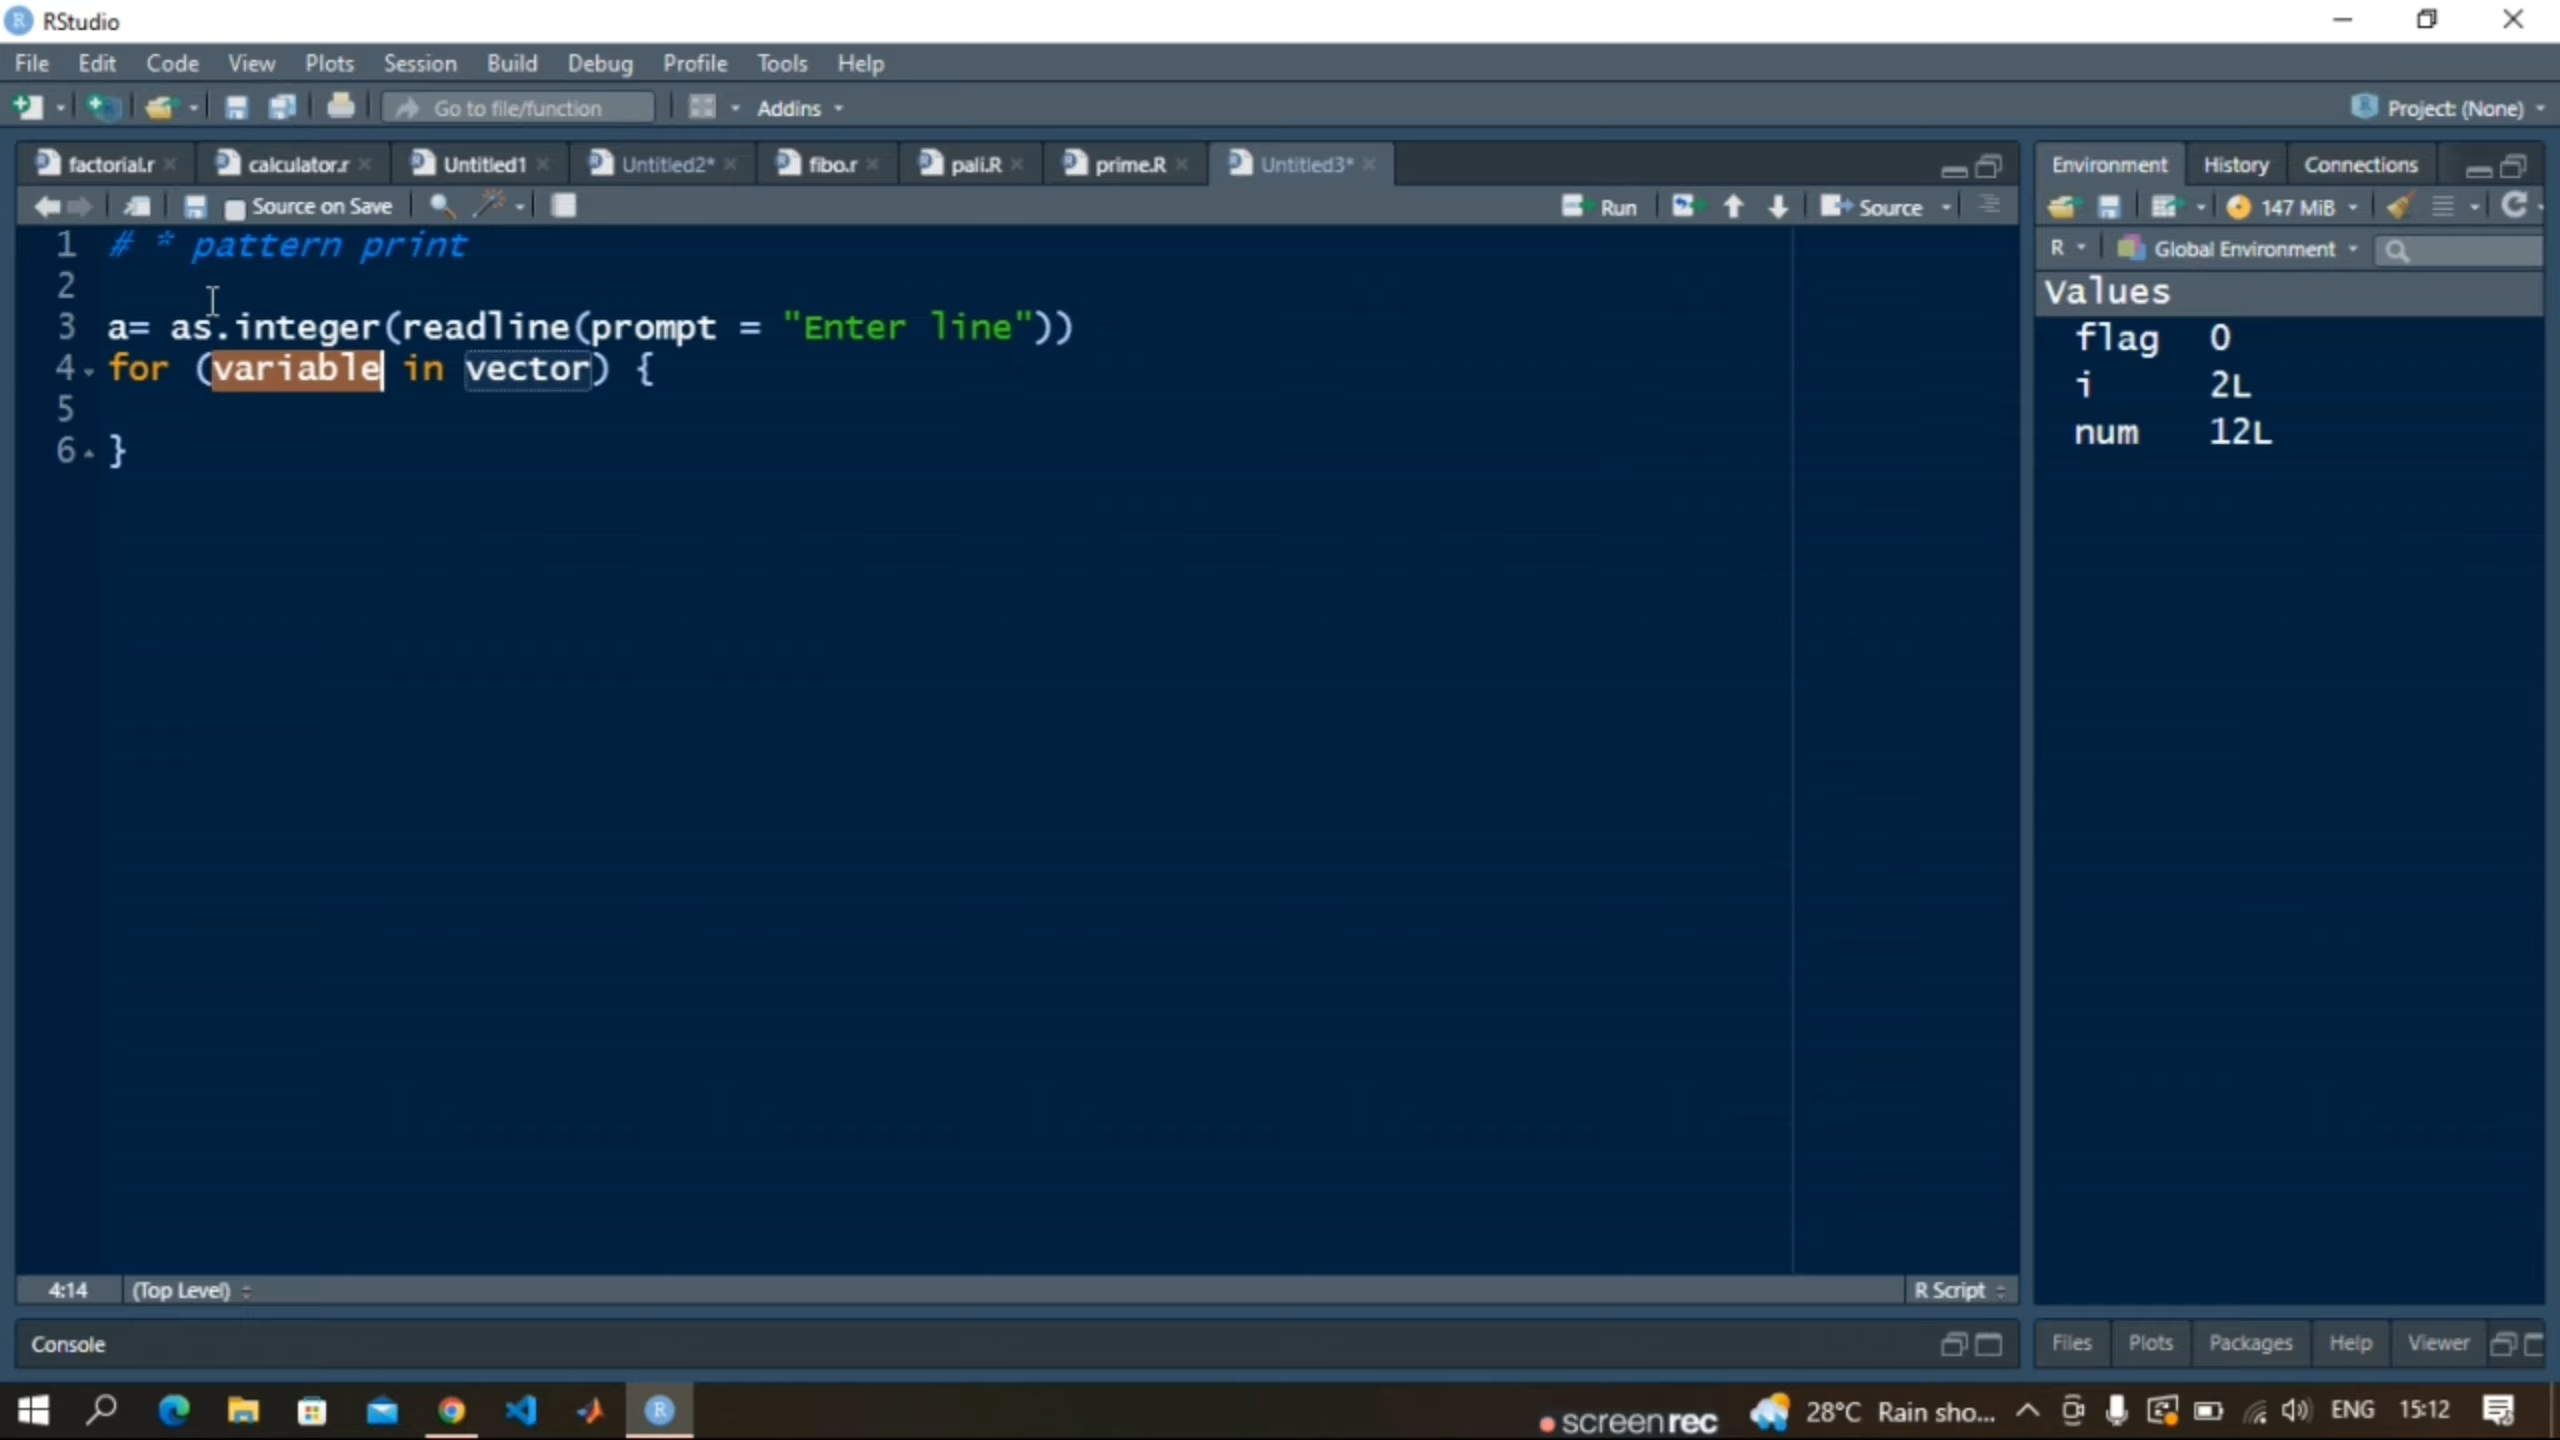 RStudio
File Edit Code View Plots Session Build Debug Profile Tools Help
Go to file/function Addins Project: (None)
factorial.r calculator.r Untitled1 Untitled2* fibo.r pali.R prime.R Untitled3*
Environment History Connections
Source on Save Run Source
147 MiB
R Global Environment
1 # * pattern print
2
3 a= as.integer(readline(prompt = "Enter line"))
4 for (variable in vector) {
5
6 }
Values
flag 0
i 2L
num 12L
4:14 (Top Level) R Script
Console
Files Plots Packages Help Viewer
screenrec
28°C Rain sho... ENG 15:12